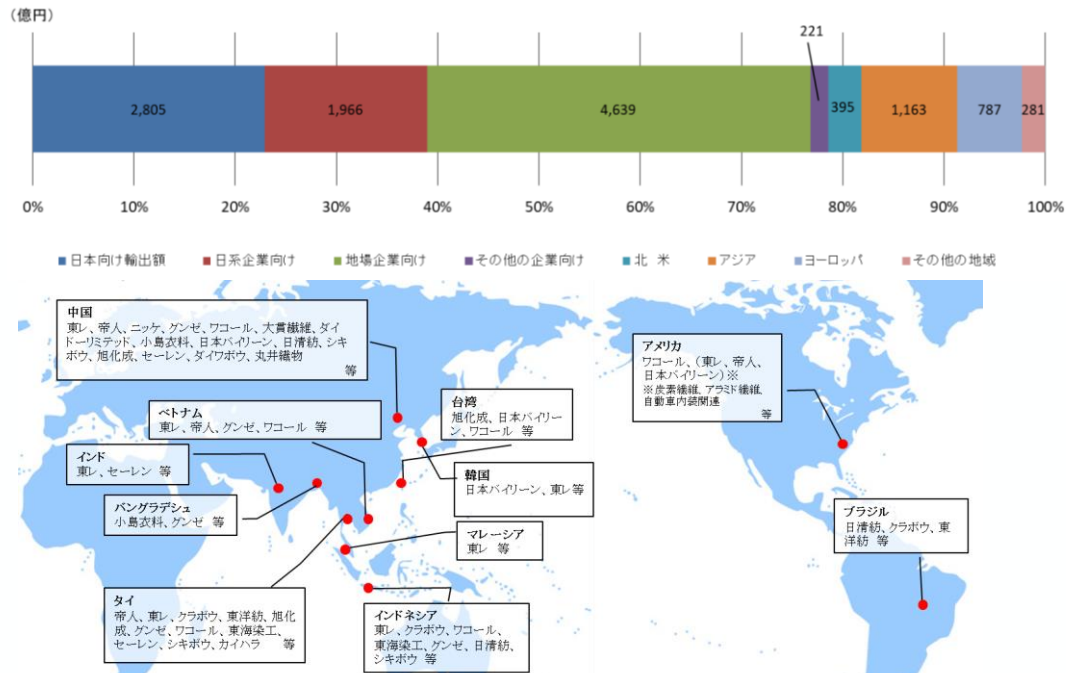 （億円）
221
2,805 1,966 4,639 395 1,163 787 281
0% 10% 20% 30% 40% 50% 60% 70% 80% 90% 100%
日本向け輸出額 日系企業向け 地場企業向け その他の企業向け 北 米 アジア ヨーロッパ その他の地域
中国
東レ、帝人、ニッケ、グンゼ、ワコール、大貫繊維、ダイ
ドーリミテッド、小島衣料、日本バイリーン、日清紡、シキ
ボウ、旭化成、セーレン、ダイワボウ、丸井織物
等
ベトナム
東レ、帝人、グンゼ、ワコール 等
インド
東レ、セーレン 等
バングラデシュ
小島衣料、グンゼ 等
タイ
帝人、東レ、クラボウ、東洋紡、旭化
成、グンゼ、ワコール、東海染工、
セーレン、シキボウ、カイハラ 等
台湾
旭化成、日本バイリー
ン、ワコール 等
韓国
日本バイリーン、東レ等
マレーシア
東レ 等
インドネシア
東レ、クラボウ、ワコール、
東海染工、グンゼ、日清紡、
シキボウ 等
アメリカ
ワコール、（東レ、帝人、
日本バイリーン）※
※炭素繊維、アラミド繊維、
自動車内装関連
等
ブラジル
日清紡、クラボウ、東
洋紡 等